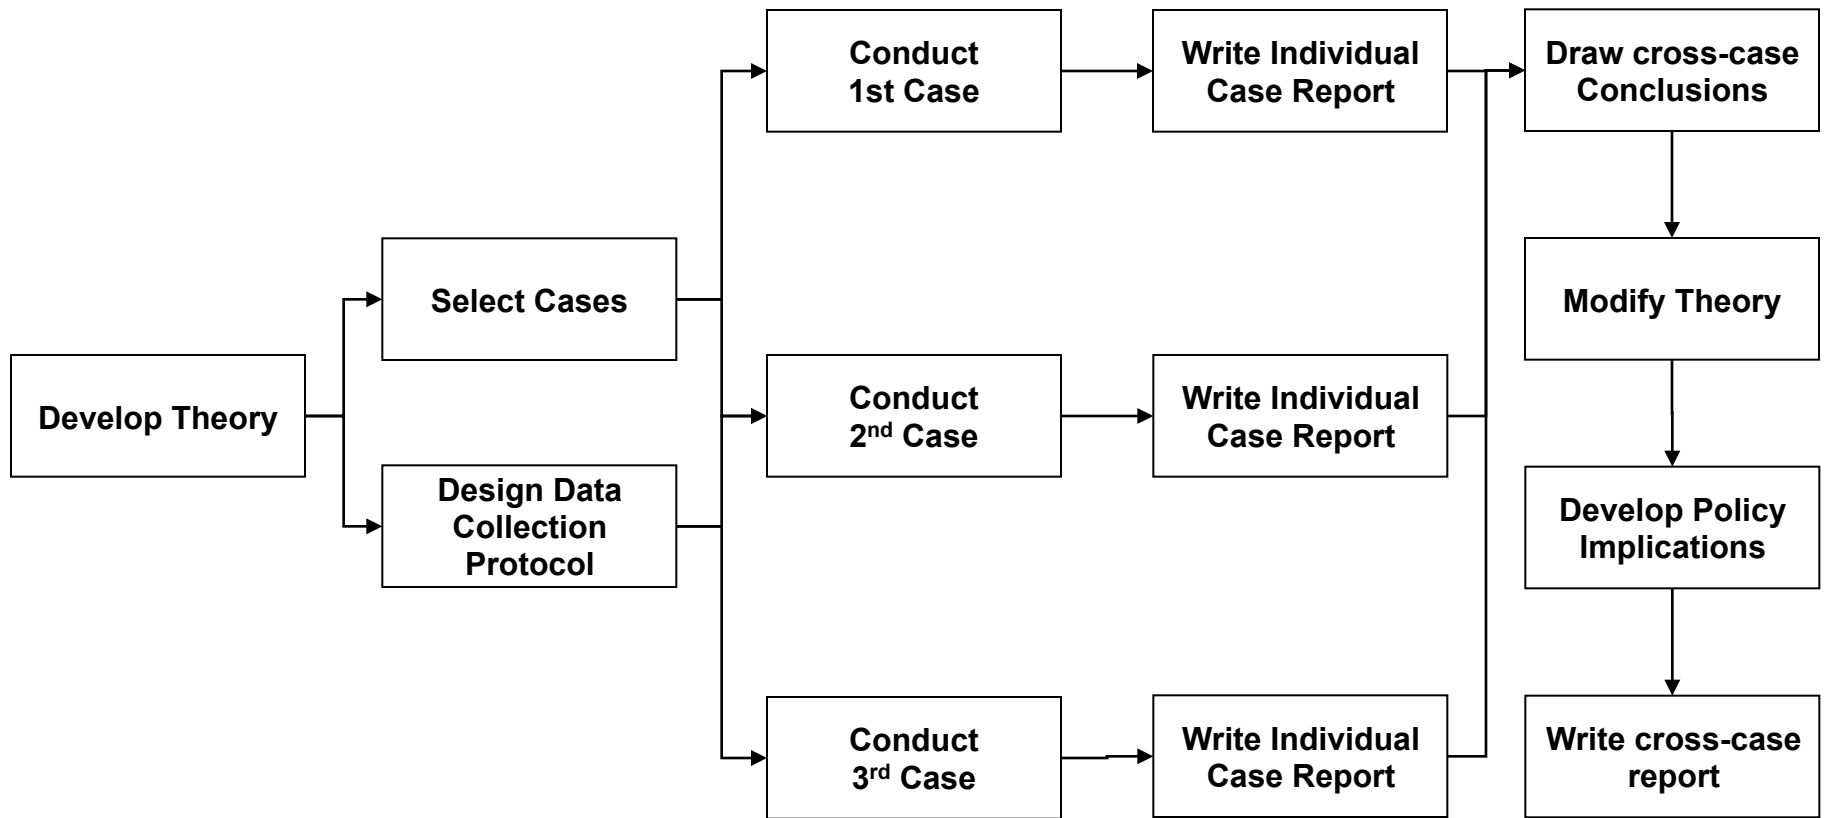 Develop Theory
Select Cases
Design Data
Collection
Protocol
Conduct
1st Case
Conduct
2nd Case
Conduct
3rd Case
Write Individual
Case Report
Write Individual
Case Report
Write Individual
Case Report
Draw cross-case
Conclusions
Modify Theory
Develop Policy
Implications
Write cross-case
report